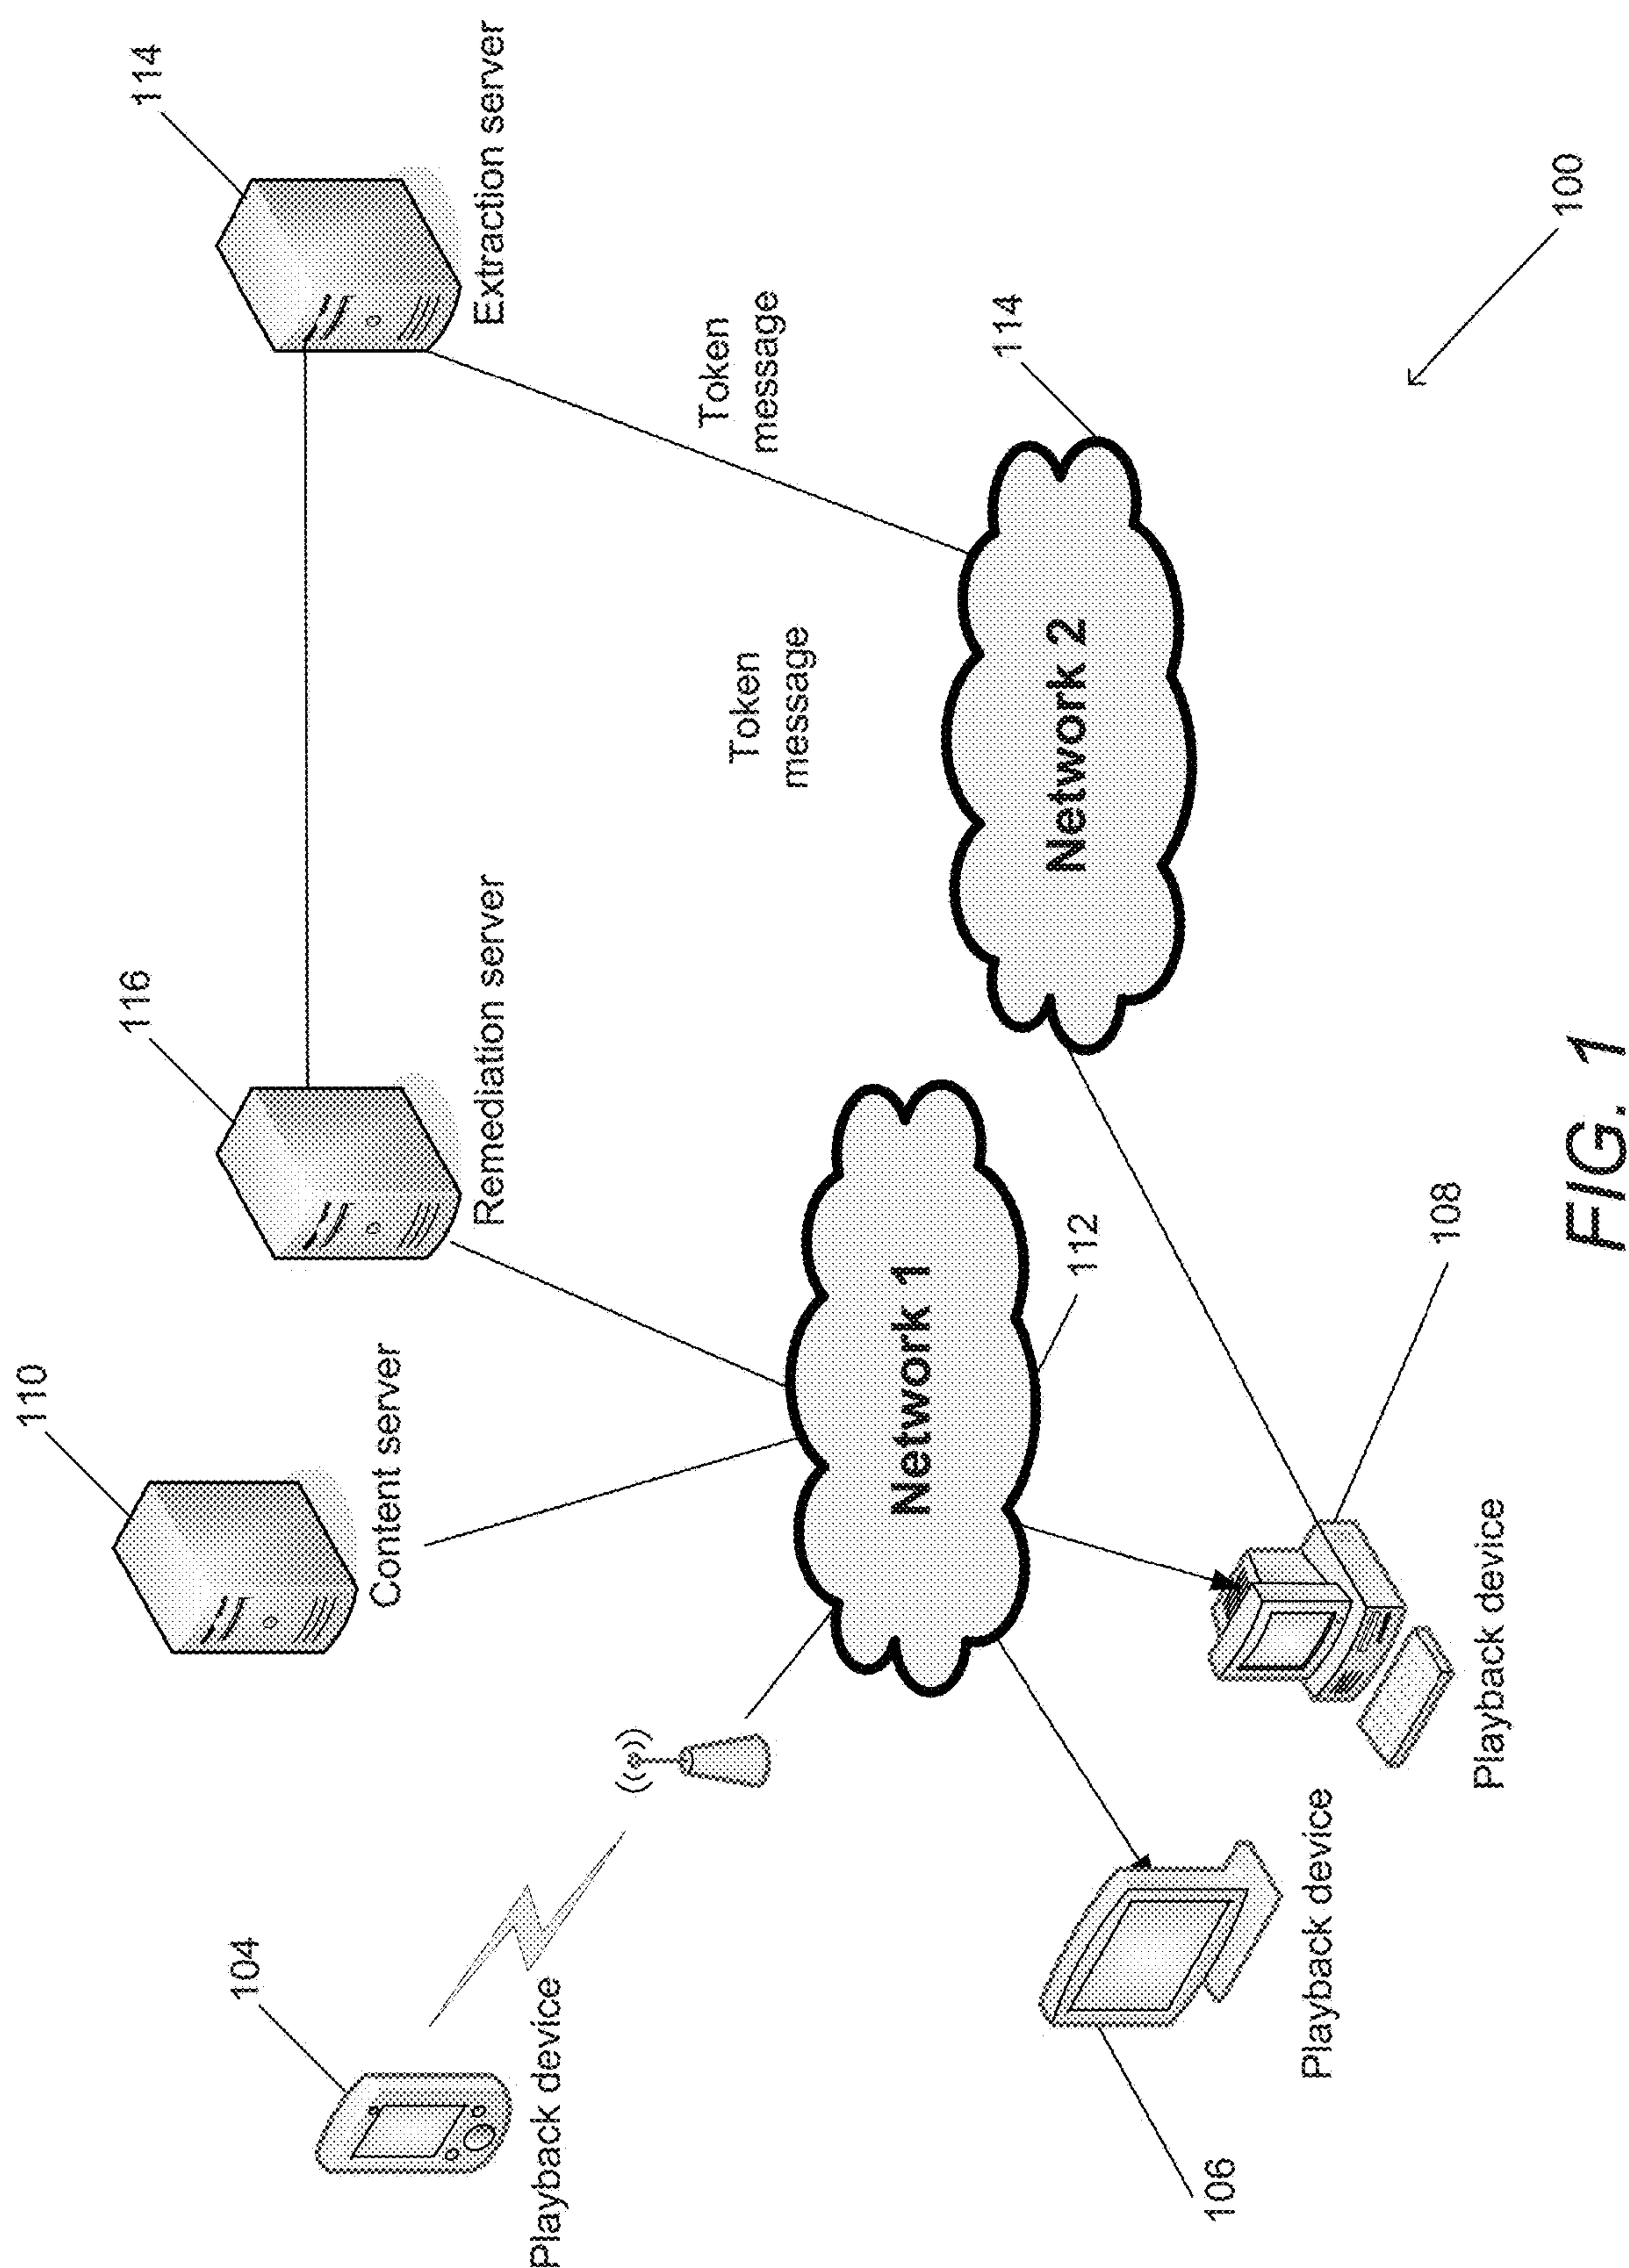 110
116
114
104
Content server
Remediation server
Extraction server
Playback device
Token
message
Token
message
Network 1
Network 2
114
112
106
Playback device
108
Playback device
100
FIG. 1